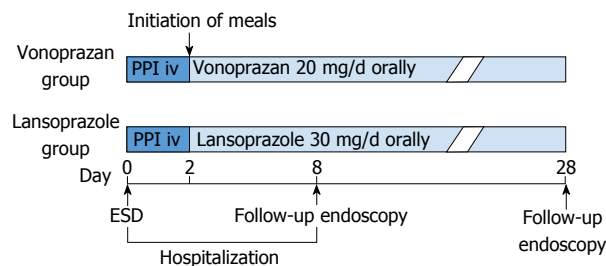 Initiation of meals
Vonoprazan
group
PPI iv
Vonoprazan 20 mg/d orally
Lansoprazole
group
PPI iv
Lansoprazole 30 mg/d orally
Day
0
2
8
28
ESD
Follow-up endoscopy
Follow-up
endoscopy
Hospitalization